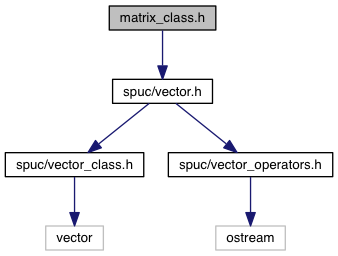 matrix_class.h
spuc/vector.h
spuc/vector_class.h
spuc/vector_operators.h
vector
ostream